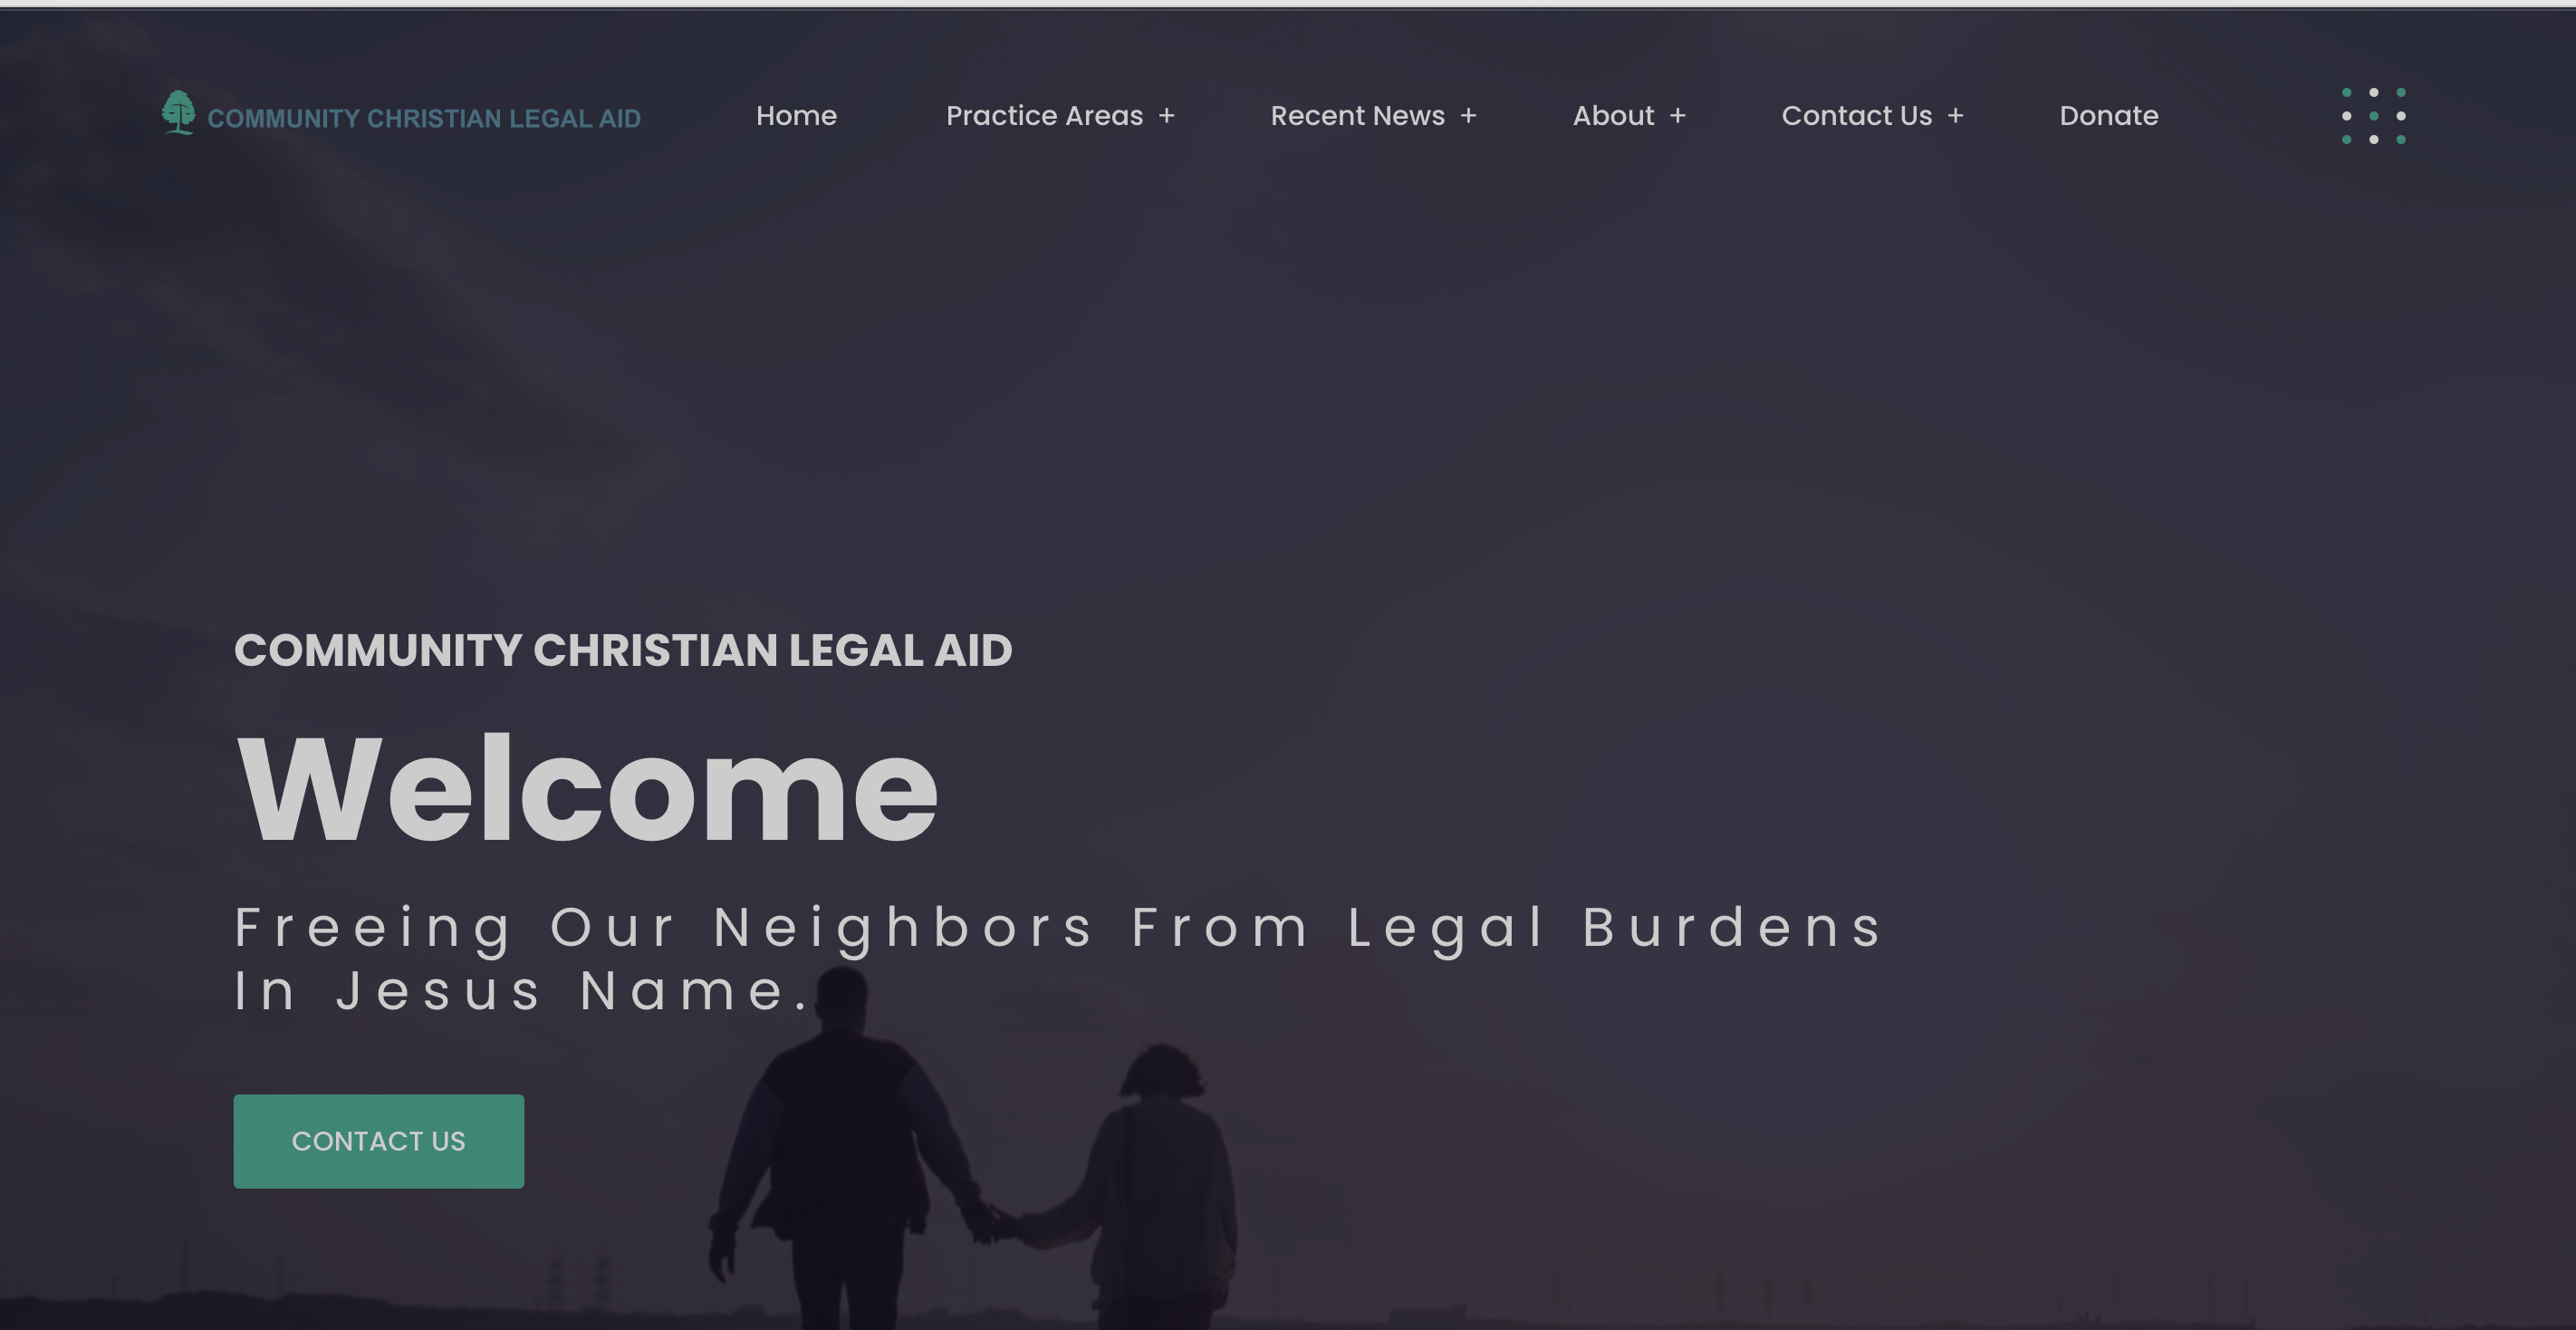 COMMUNITY CHRISTIAN LEGAL AID
Home
Practice Areas +
Recent News +
About +
Contact Us +
Donate
COMMUNITY CHRISTIAN LEGAL AID
Welcome
Freeing Our Neighbors From Legal Burdens
In Jesus Name.
CONTACT US